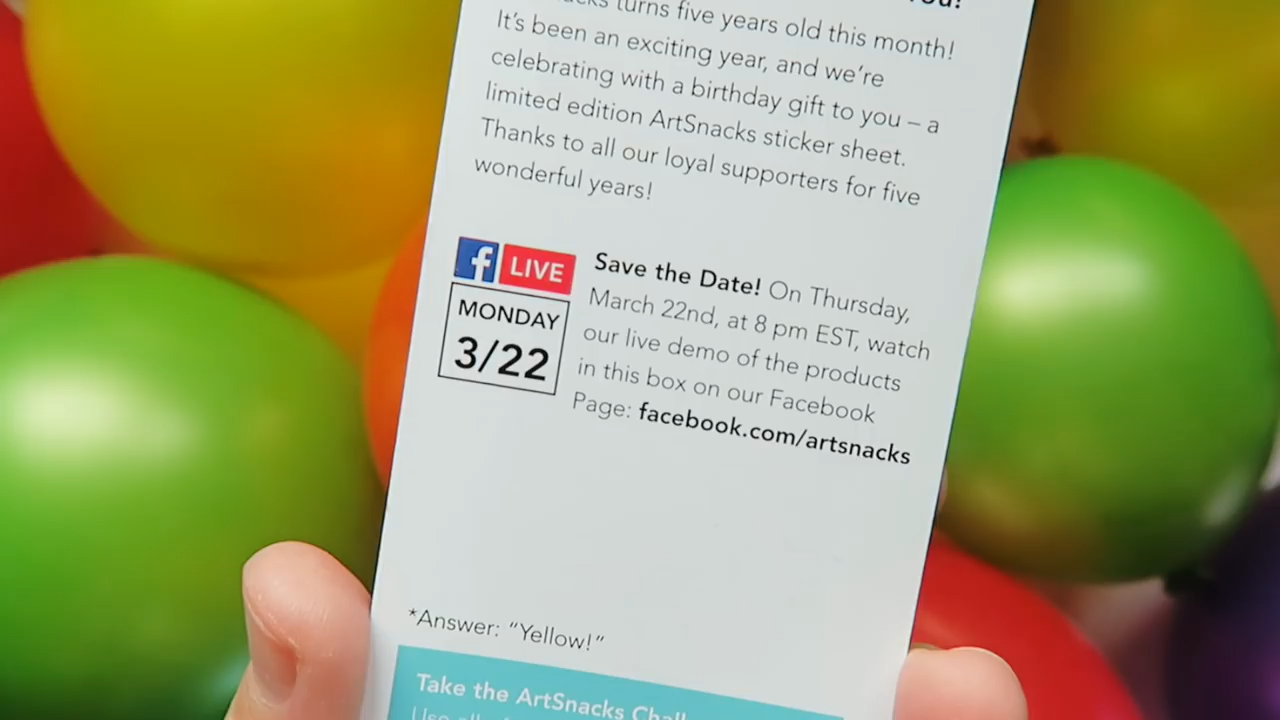 turns five years old this month!
It's been an exciting year, and we're
celebrating with a birthday gift to you – a
limited edition ArtSnacks sticker sheet.
Thanks to all our loyal supporters for five
wonderful years!
f LIVE
MONDAY
3/22
Save the Date! On Thursday,
March 22nd, at 8 pm EST, watch
our live demo of the products
in this box on our Facebook
Page: facebook.com/artsnacks
*Answer: "Yellow!"
Take the ArtSnacks